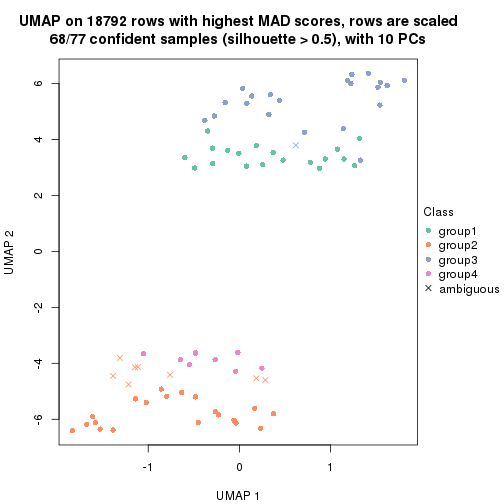 UMAP on 18792 rows with highest MAD scores, rows are scaled
68/77 confident samples (silhouette > 0.5), with 10 PCs
6
4
2
0
-2
-4
-6
UMAP 2
-1
0
1
UMAP 1
Class
group1
group2
group3
group4
ambiguous